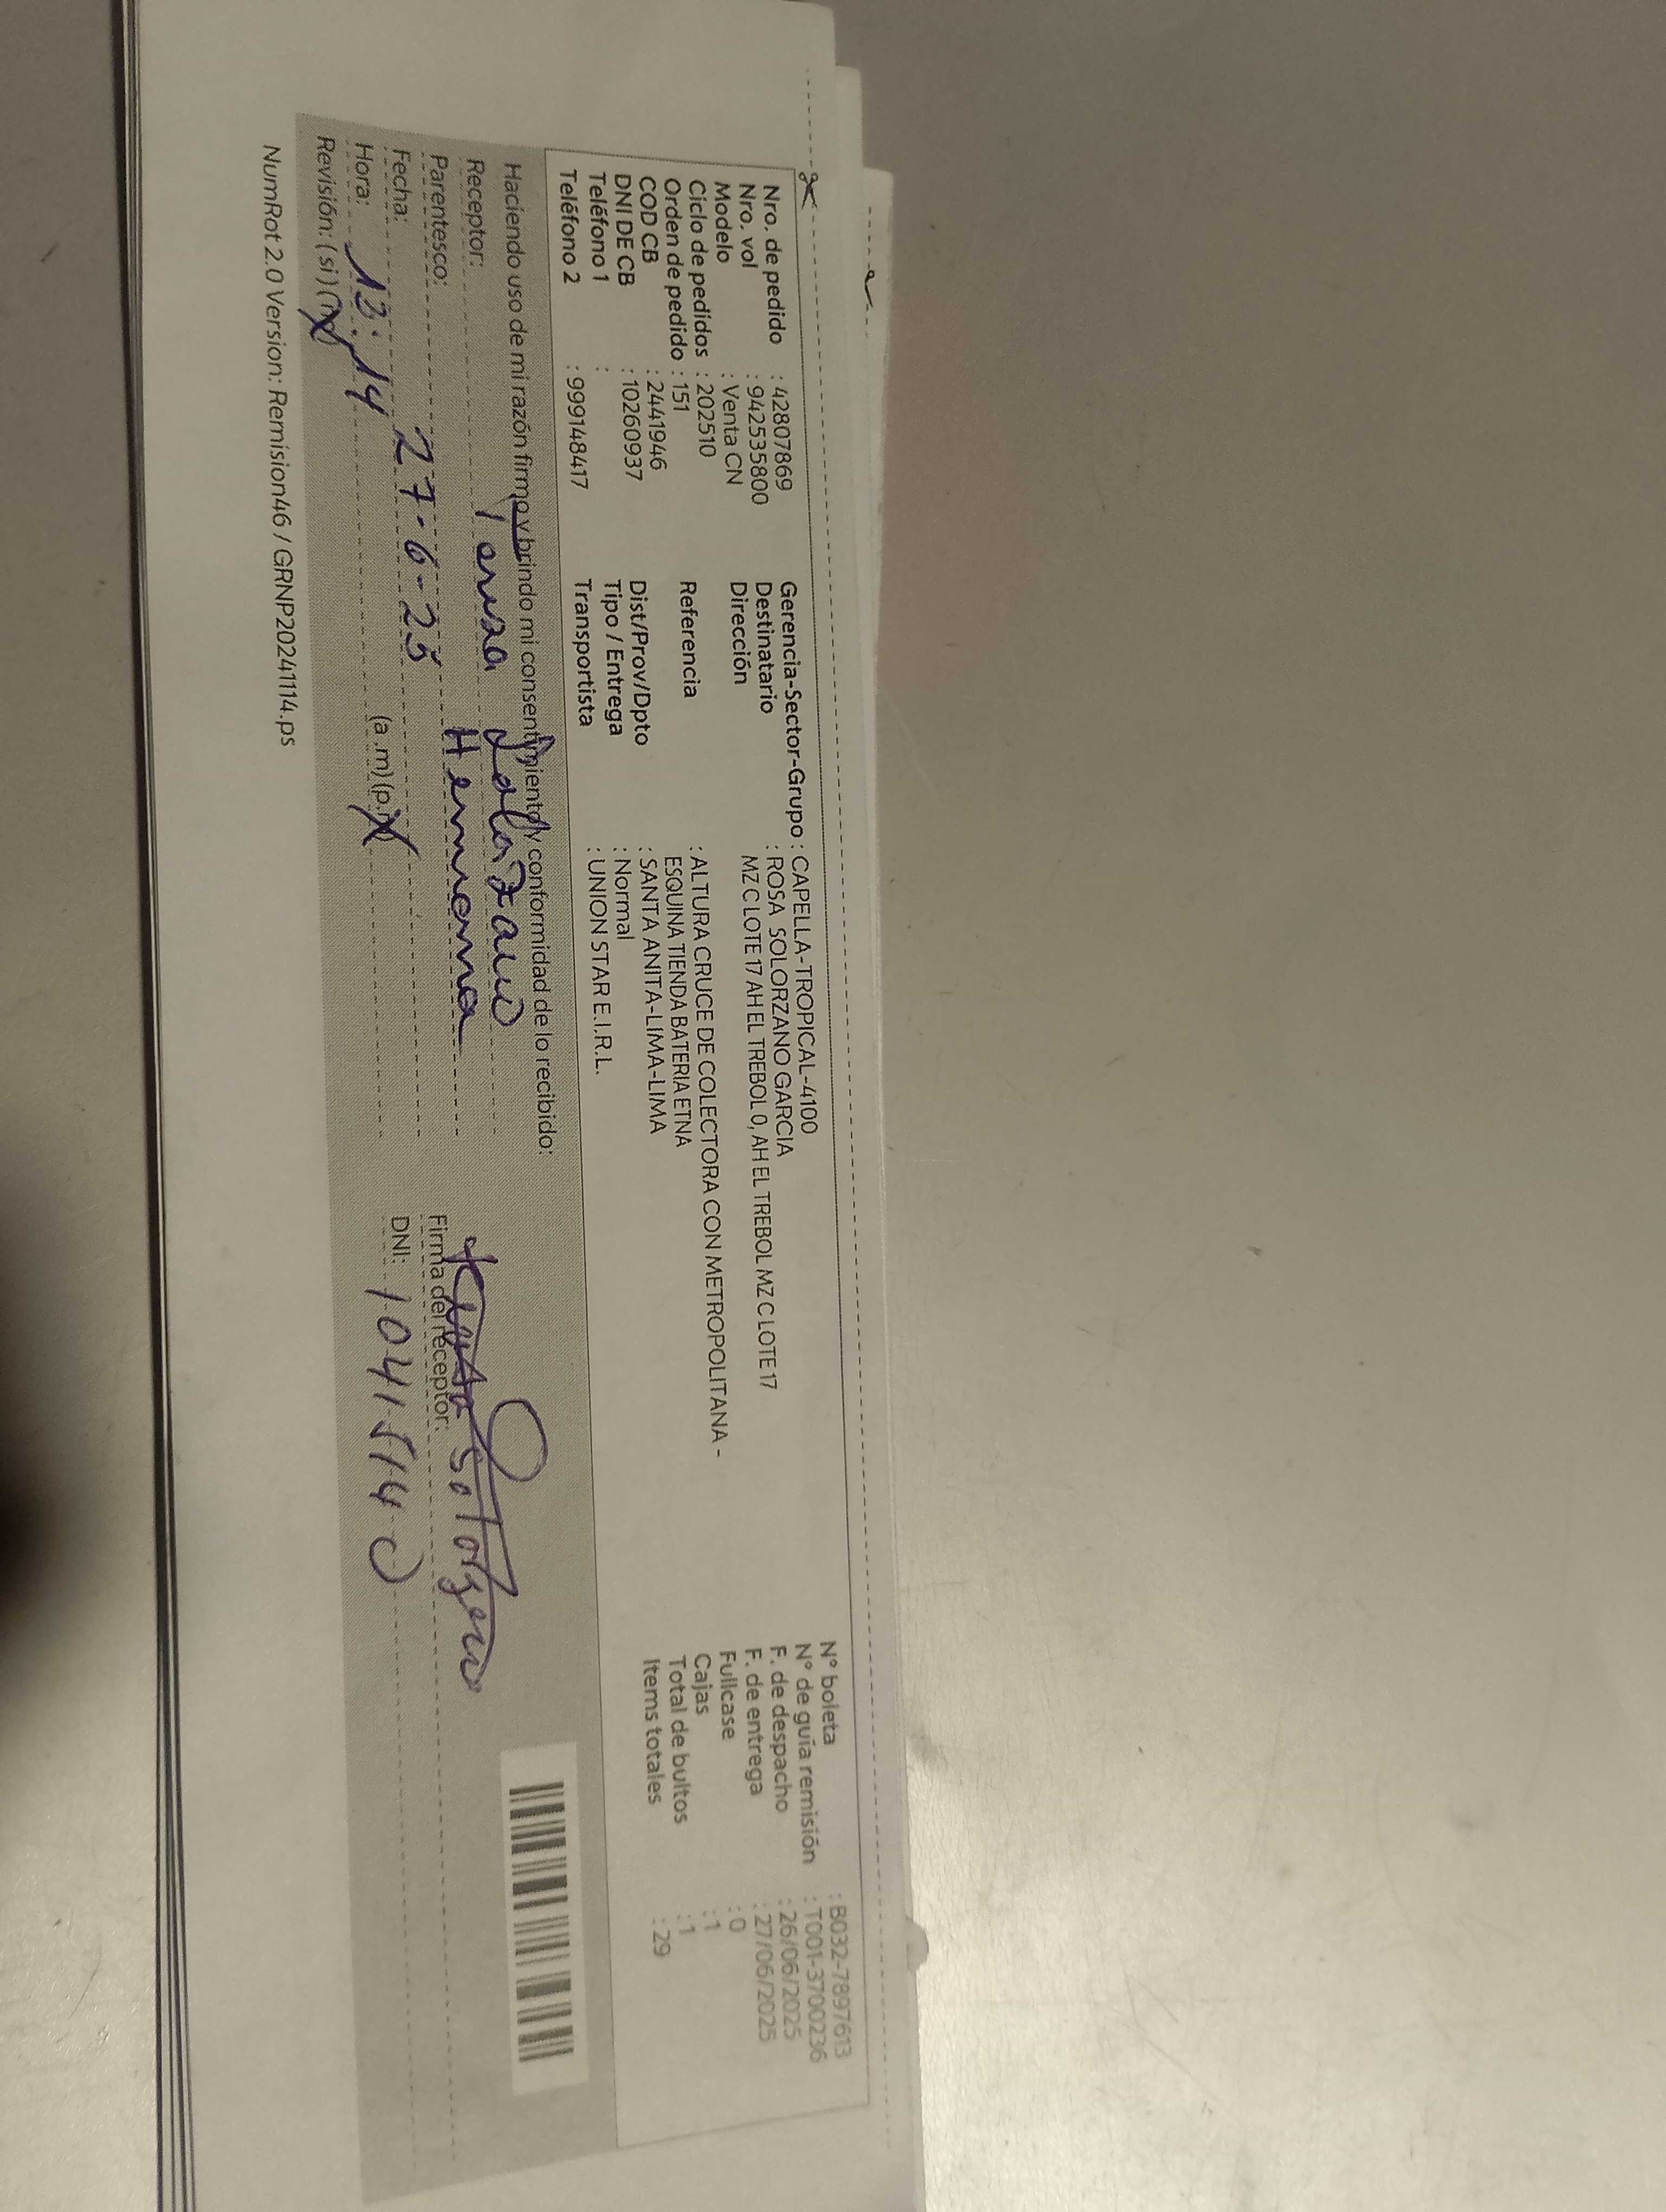 Nro. de pedido : 42807869
Nro. vol : 942535800
Modelo : Venta CN
Ciclo de pedidos : 202510
Orden de pedido : 151
COD CB : 2441946
DNI DE CB : 10260937
Teléfono 1 :
Teléfono 2 : 999148417
Gerencia-Sector-Grupo : CAPELLA-TROPICAL-4100
Destinatario : ROSA SOLORZANO GARCIA
Dirección MZ C LOTE 17 AH EL TREBOL 0, AH EL TREBOL MZ C LOTE 17
Referencia : ALTURA CRUCE DE COLECTORA CON METROPOLITANA -
ESQUINA TIENDA BATERIA ETNA
Dist/Prov/Dpto : SANTA ANITA-LIMA-LIMA
Tipo / Entrega : Normal
Transportista : UNION STAR E.I.R.L.
N° boleta : B032-7897613
N° de guía remisión : T001-3700236
F. de despacho : 26/06/2025
F. de entrega : 27/06/2025
Fullcase : 0
Cajas : 1
Total de bultos : 1
Items totales : 29
Haciendo uso de mi razón firmo y brindo mi consentimiento y conformidad de lo recibido:
Receptor:
Parentesco: Hermana
Fecha: 27-6-25
Hora: 13:14 (a.m) (p.m)
Revisión: (si) (no)
Firma del receptor:
DNI: 10415140
NumRot 2.0 Version: Remision46 / GRNP20241114.ps